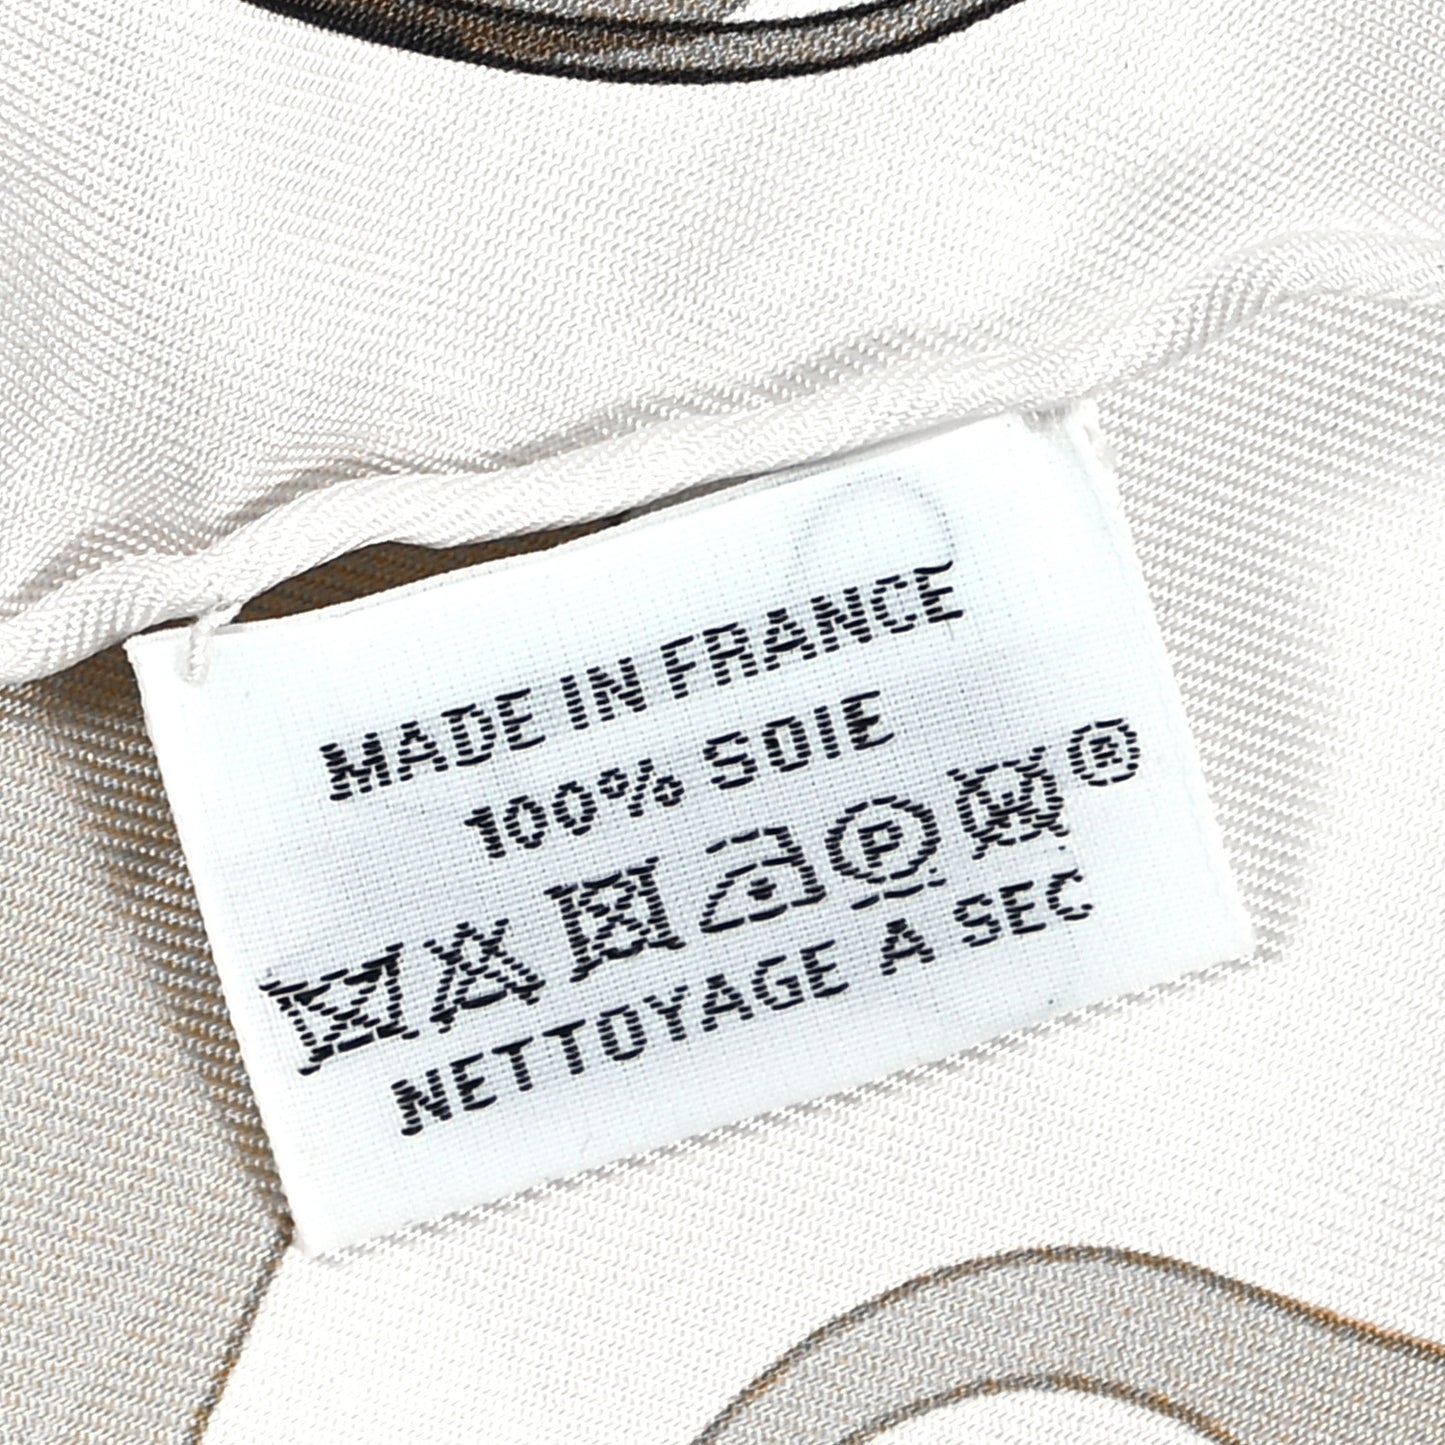 MADE IN FRANCE
100% SOIE
P W ®
NETTOYAGE A SEC